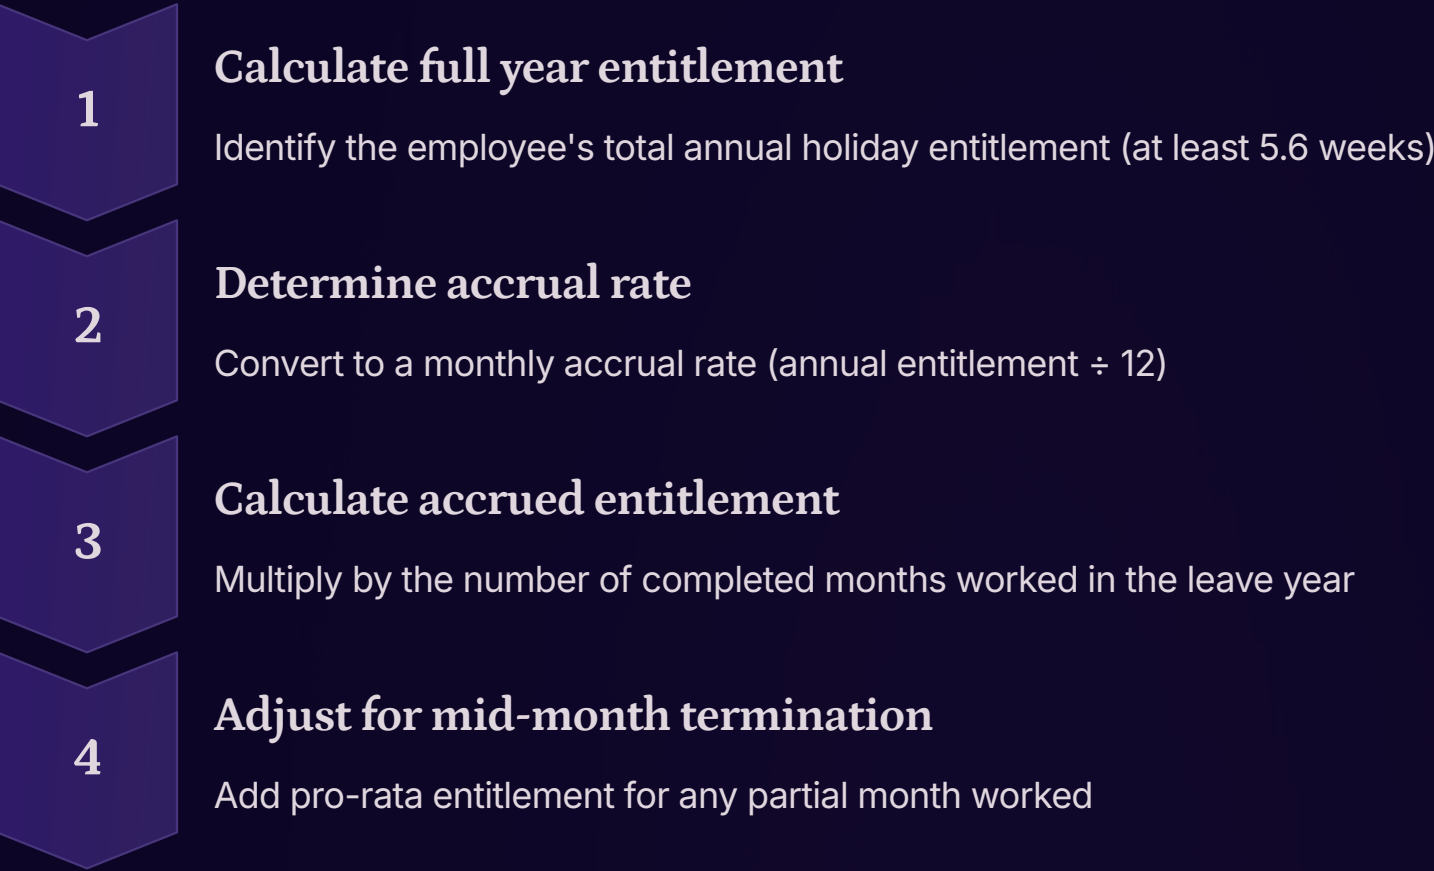 1
Calculate full year entitlement
Identify the employee's total annual holiday entitlement (at least 5.6 weeks)
2
Determine accrual rate
Convert to a monthly accrual rate (annual entitlement ÷ 12)
3
Calculate accrued entitlement
Multiply by the number of completed months worked in the leave year
4
Adjust for mid-month termination
Add pro-rata entitlement for any partial month worked